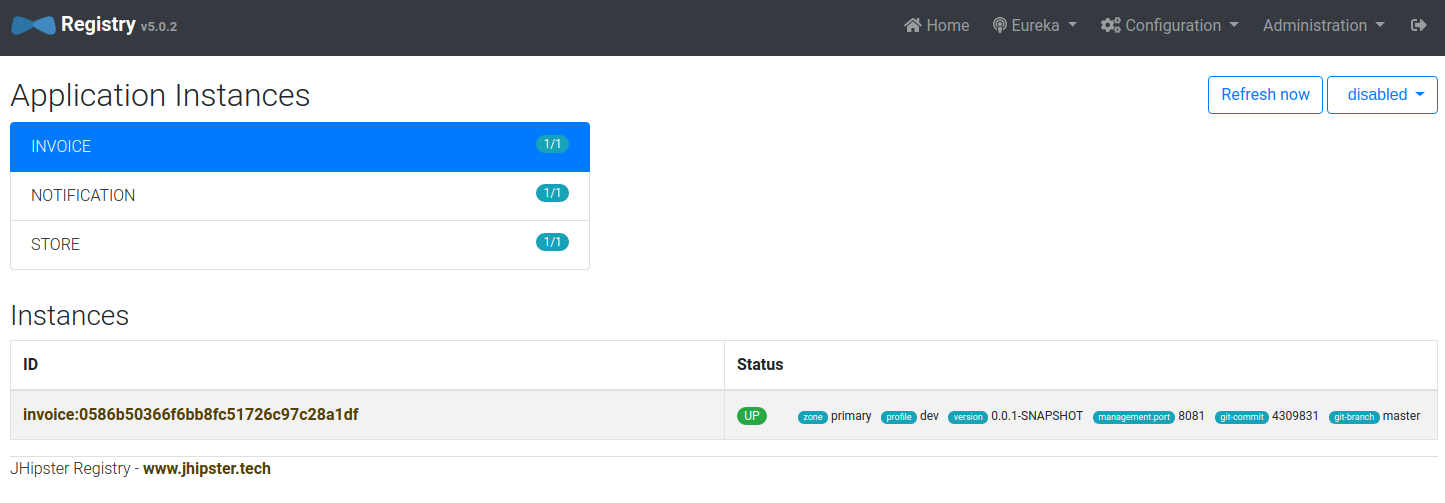 Registry v5.0.2 Home Eureka Configuration Administration
Application Instances Refresh now disabled
INVOICE 1/1
NOTIFICATION 1/1
STORE 1/1
Instances
ID Status
invoice:0586b50366f6bb8fc51726c97c28a1df UP zone primary profile dev version 0.0.1-SNAPSHOT management.port 8081 git-commit 4309831 git-branch master
JHipster Registry - www.jhipster.tech